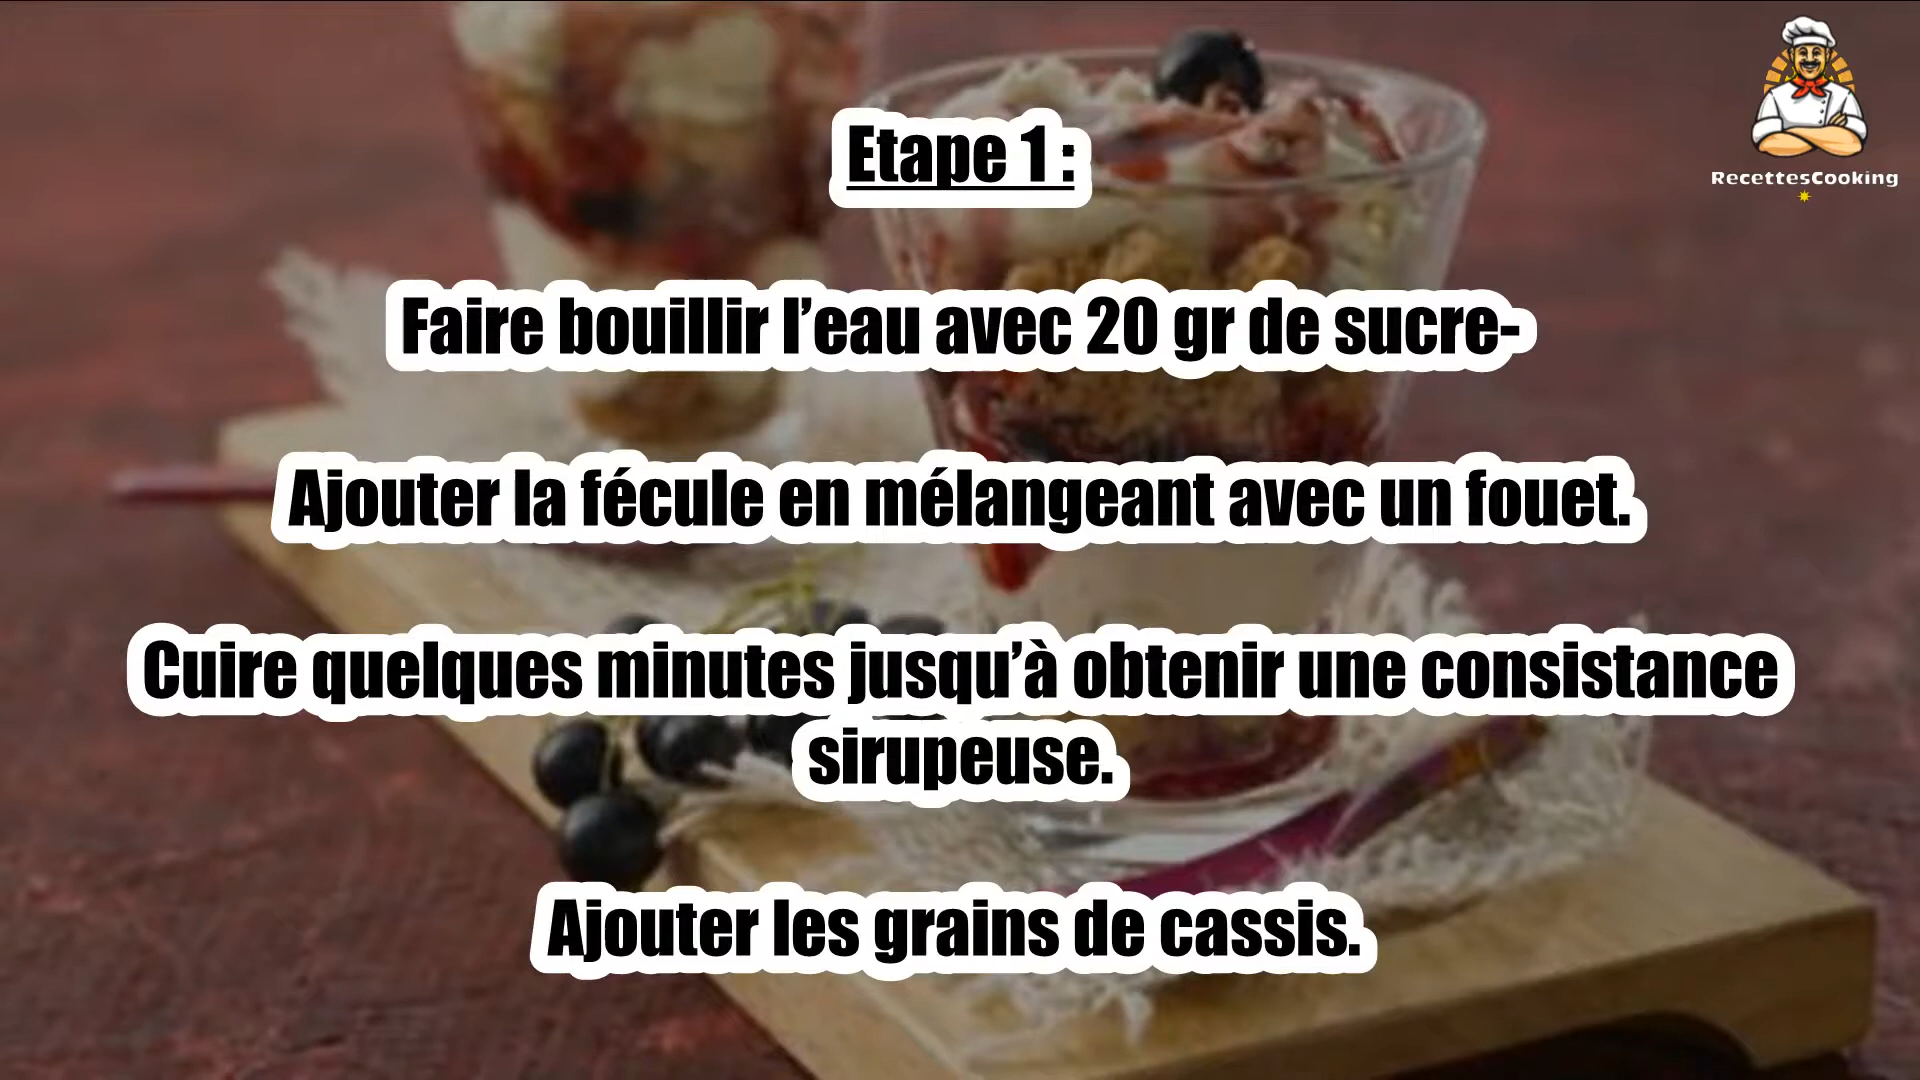 RecettesCooking
Etape 1 :
Faire bouillir l’eau avec 20 gr de sucre-
Ajouter la fécule en mélangeant avec un fouet.
Cuire quelques minutes jusqu’à obtenir une consistance
sirupeuse.
Ajouter les grains de cassis.